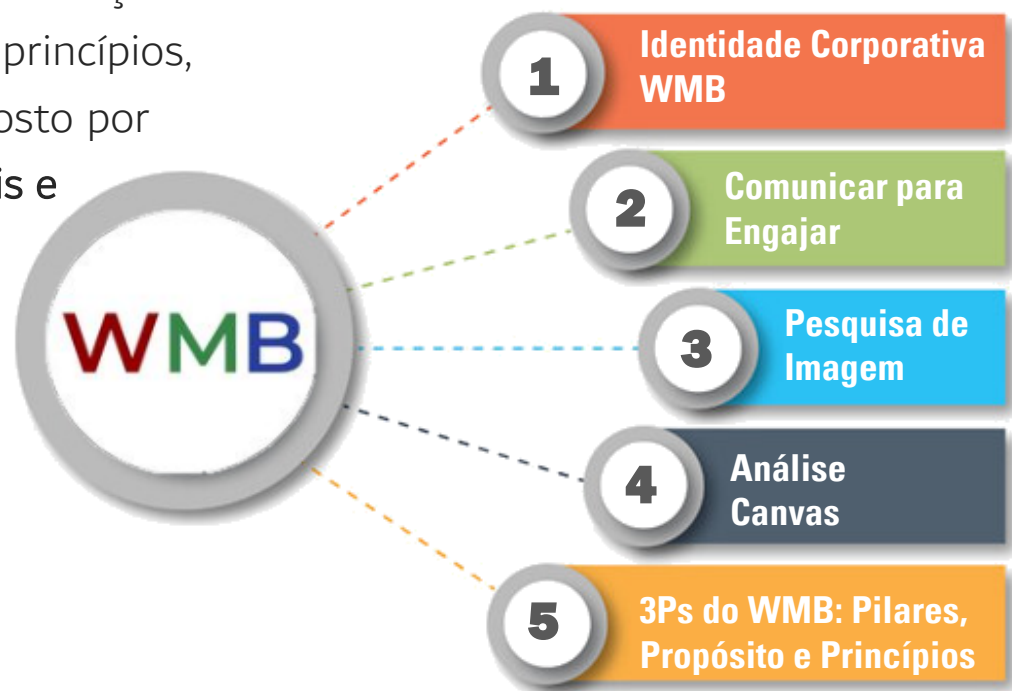 princípios,
osto por
is e
WMB
1
Identidade Corporativa
WMB
2
Comunicar para
Engajar
3
Pesquisa de
Imagem
4
Análise
Canvas
5
3Ps do WMB: Pilares,
Propósito e Princípios